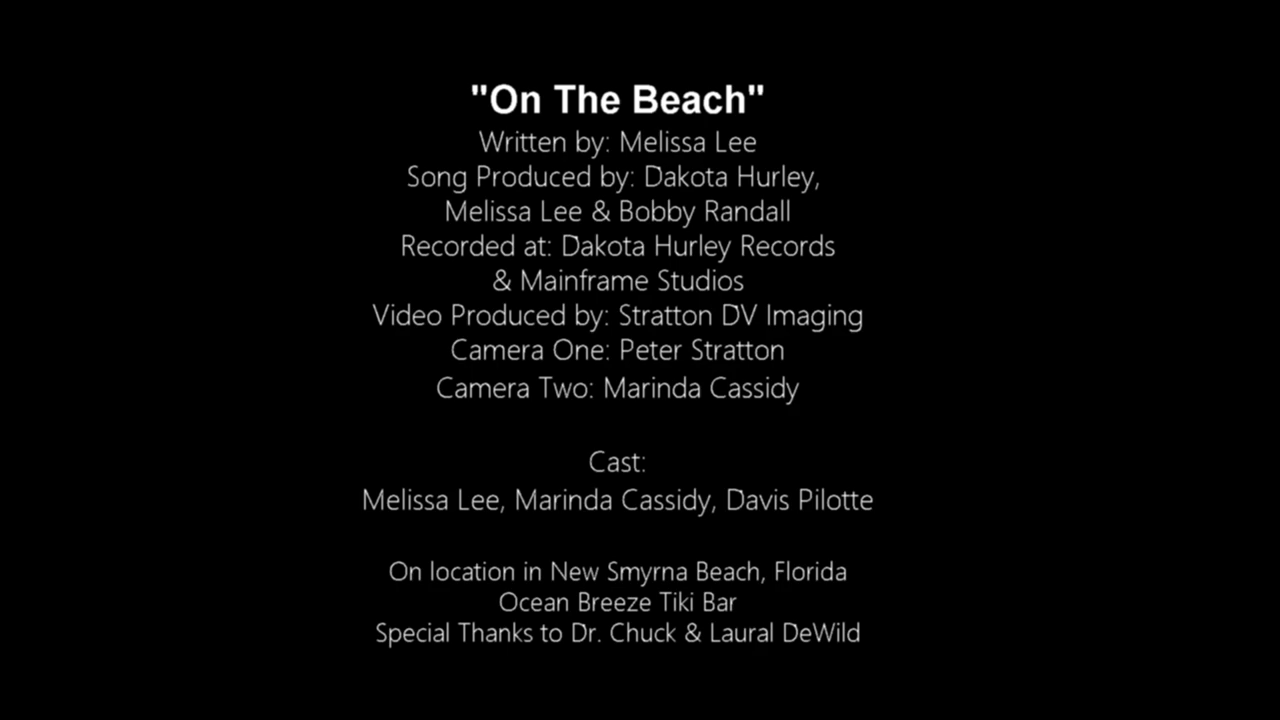 "On The Beach"
Written by: Melissa Lee
Song Produced by: Dakota Hurley,
Melissa Lee & Bobby Randall
Recorded at: Dakota Hurley Records
& Mainframe Studios
Video Produced by: Stratton DV Imaging
Camera One: Peter Stratton
Camera Two: Marinda Cassidy
Cast:
Melissa Lee, Marinda Cassidy, Davis Pilotte
On location in New Smyrna Beach, Florida
Ocean Breeze Tiki Bar
Special Thanks to Dr. Chuck & Laural DeWild